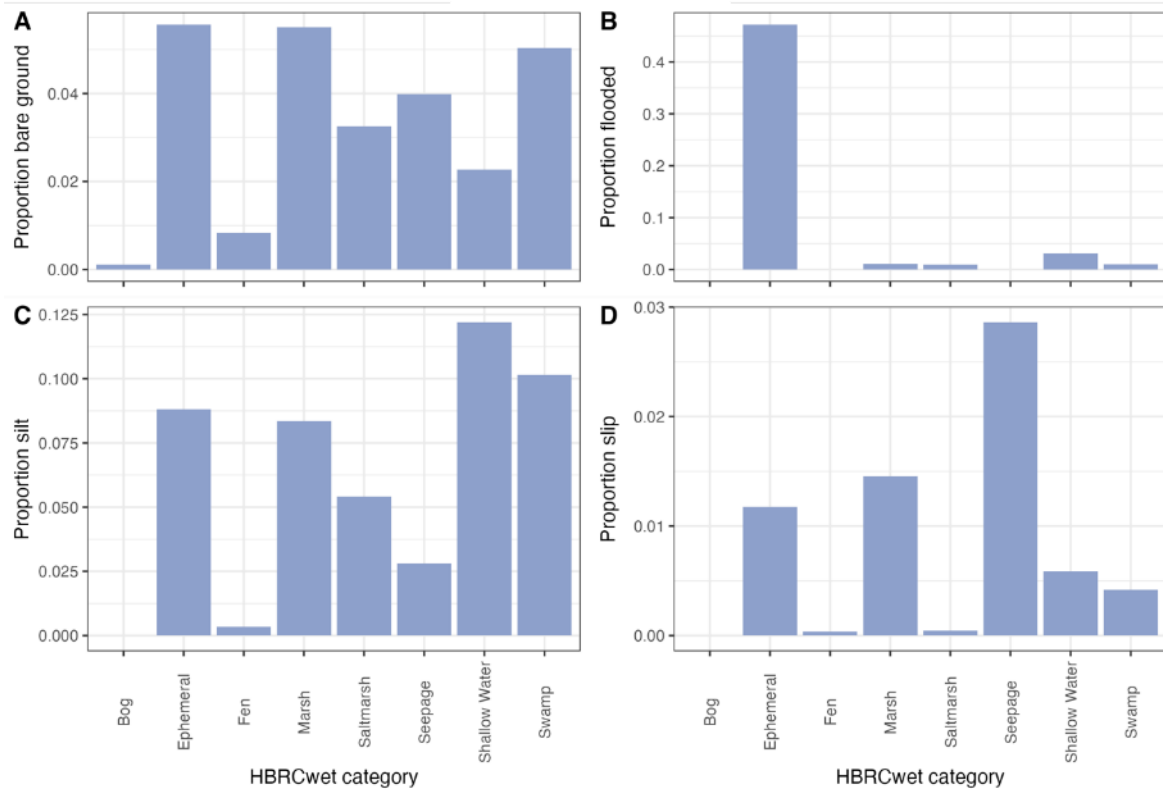 A
Proportion bare ground
0.04
0.02
0.00
B
Proportion flooded
0.4
0.3
0.2
0.1
0.0
C
Proportion silt
0.125
0.100
0.075
0.050
0.025
0.000
D
Proportion slip
0.03
0.02
0.01
0.00
Bog
Ephemeral
Fen
Marsh
Saltmarsh
Seepage
Shallow Water
Swamp
HBRCwet category
Bog
Ephemeral
Fen
Marsh
Saltmarsh
Seepage
Shallow Water
Swamp
HBRCwet category